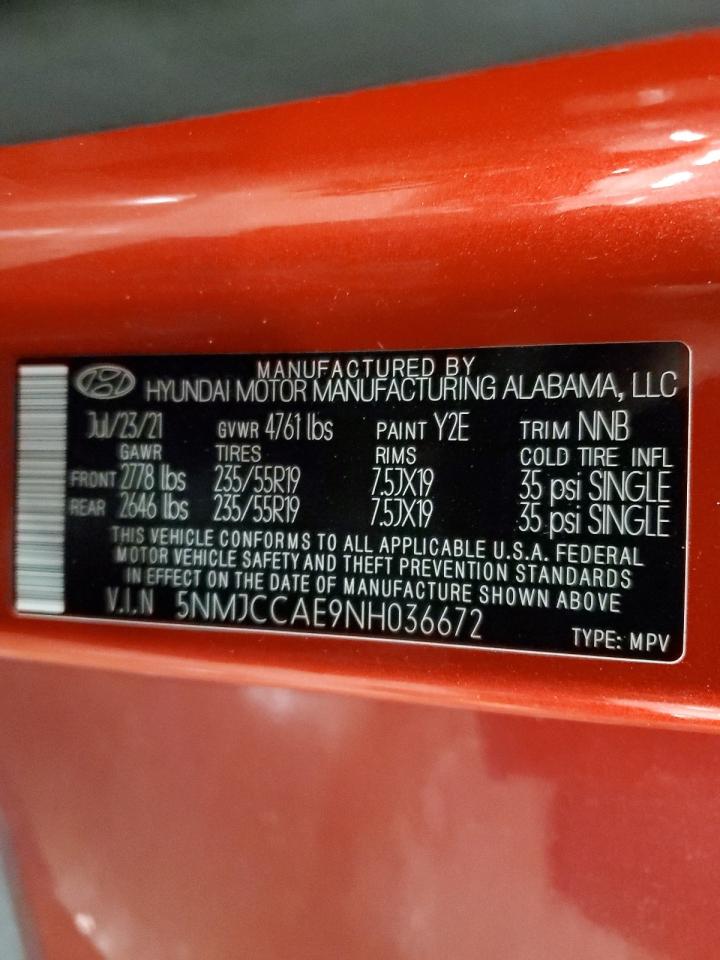 MANUFACTURED BY
HYUNDAI MOTOR MANUFACTURING ALABAMA, LLC
Jul/23/21 GVWR 4761 lbs PAINT Y2E TRIM NNB
GAWR TIRES RIMS COLD TIRE INFL
FRONT 2778 lbs 235/55R19 7.5JX19 35 psi SINGLE
REAR 2646 lbs 235/55R19 7.5JX19 35 psi SINGLE
THIS VEHICLE CONFORMS TO ALL APPLICABLE U.S.A. FEDERAL
MOTOR VEHICLE SAFETY AND THEFT PREVENTION STANDARDS
IN EFFECT ON THE DATE OF MANUFACTURE SHOWN ABOVE
V.I.N 5NMJCCAE9NH036672
TYPE: MPV